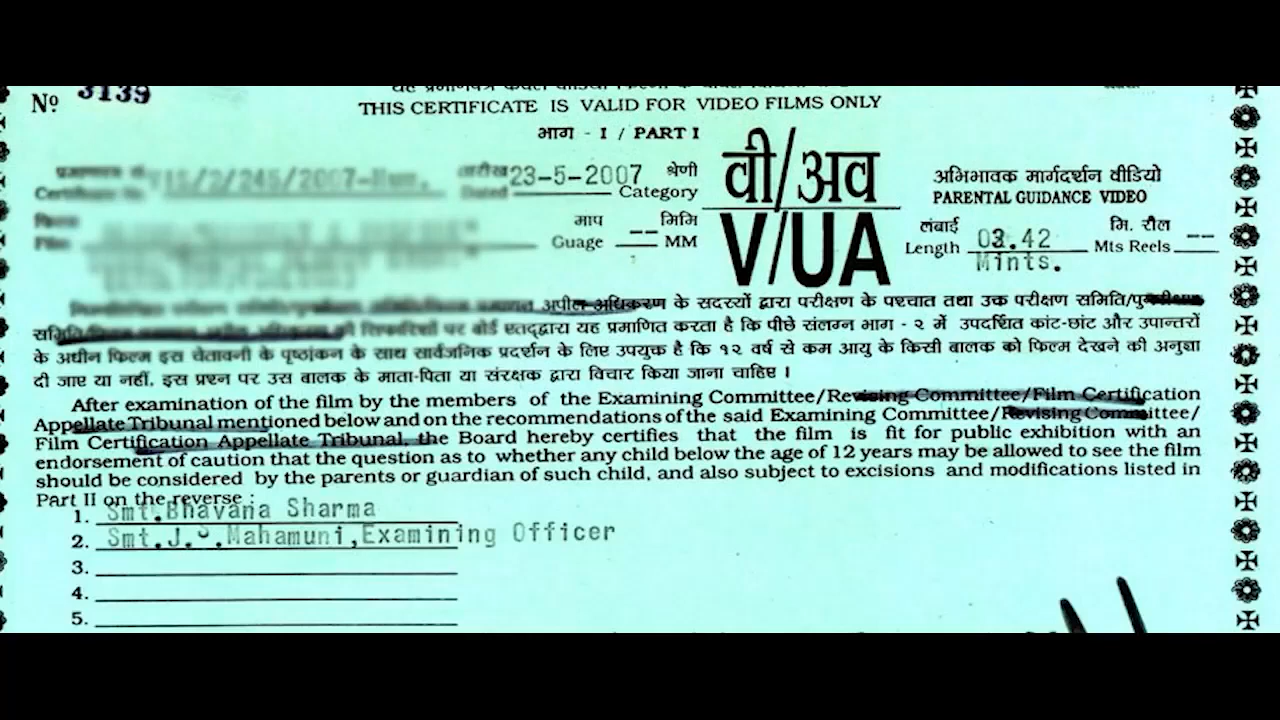 Nº 3139
THIS CERTIFICATE IS VALID FOR VIDEO FILMS ONLY
भाग - I / PART I
23-5-2007 श्रेणी Category वी/अव V/UA
अभिभावक मार्गदर्शन वीडियो
PARENTAL GUIDANCE VIDEO
माप Guage -- मिमि MM
लंबाई Length 03.42 Mints. मि. रौल Mts Reels --
अपील अधिकरण के सदस्यों द्वारा परीक्षण के पश्चात तथा उक्त परीक्षण समिति/
पर बोर्ड एतद्द्वारा यह प्रमाणित करता है कि पीछे संलग्न भाग - २ में उपदर्शित कांट-छांट और उपान्तरों
के अधीन फिल्म इस चेतावनी के पृष्ठांकन के साथ सार्वजनिक प्रदर्शन के लिए उपयुक्त है कि १२ वर्ष से कम आयु के किसी बालक को फिल्म देखने की अनुज्ञा
दी जाए या नहीं, इस प्रश्न पर उस बालक के माता-पिता या संरक्षक द्वारा विचार किया जाना चाहिए ।
After examination of the film by the members of the Examining Committee/Revising Committee/Film Certification
Appellate Tribunal mentioned below and on the recommendations of the said Examining Committee/Revising Committee/
Film Certification Appellate Tribunal, the Board hereby certifies that the film is fit for public exhibition with an
endorsement of caution that the question as to whether any child below the age of 12 years may be allowed to see the film
should be considered by the parents or guardian of such child, and also subject to excisions and modifications listed in
Part II on the reverse :
1. Smt.Bhavana Sharma
2. Smt.J. .Mahamuni,Examining Officer
3.
4.
5.